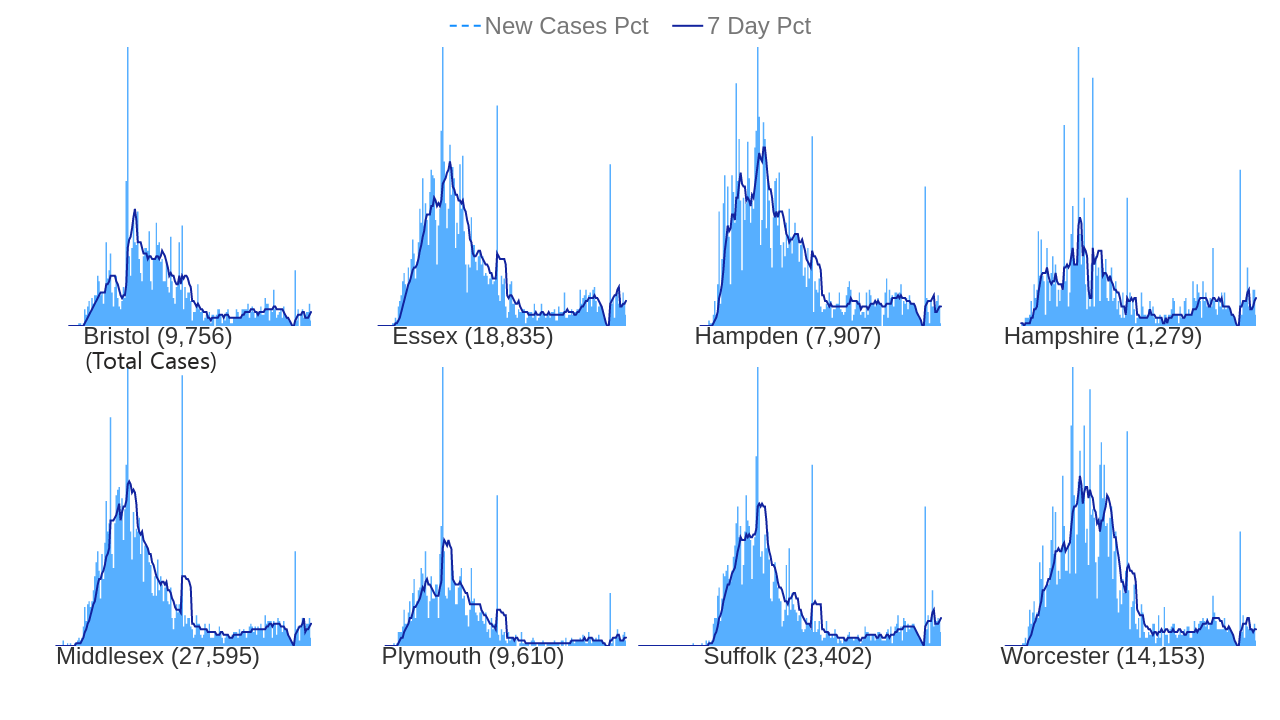 New Cases Pct 7 Day Pct
Bristol (9,756) Essex (18,835) Hampden (7,907) Hampshire (1,279)
(Total Cases)
Middlesex (27,595) Plymouth (9,610) Suffolk (23,402) Worcester (14,153)